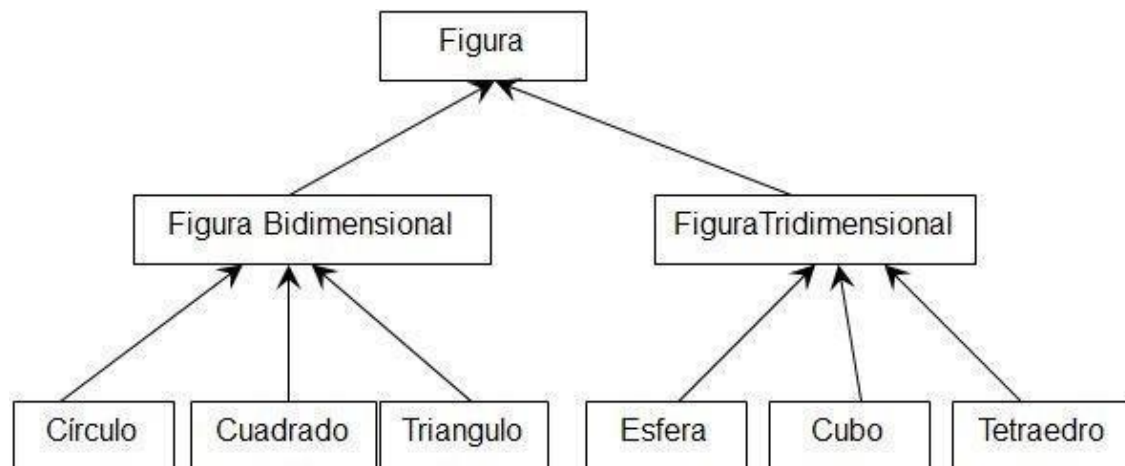 Figura
Figura Bidimensional
FiguraTridimensional
Círculo
Cuadrado
Triangulo
Esfera
Cubo
Tetraedro